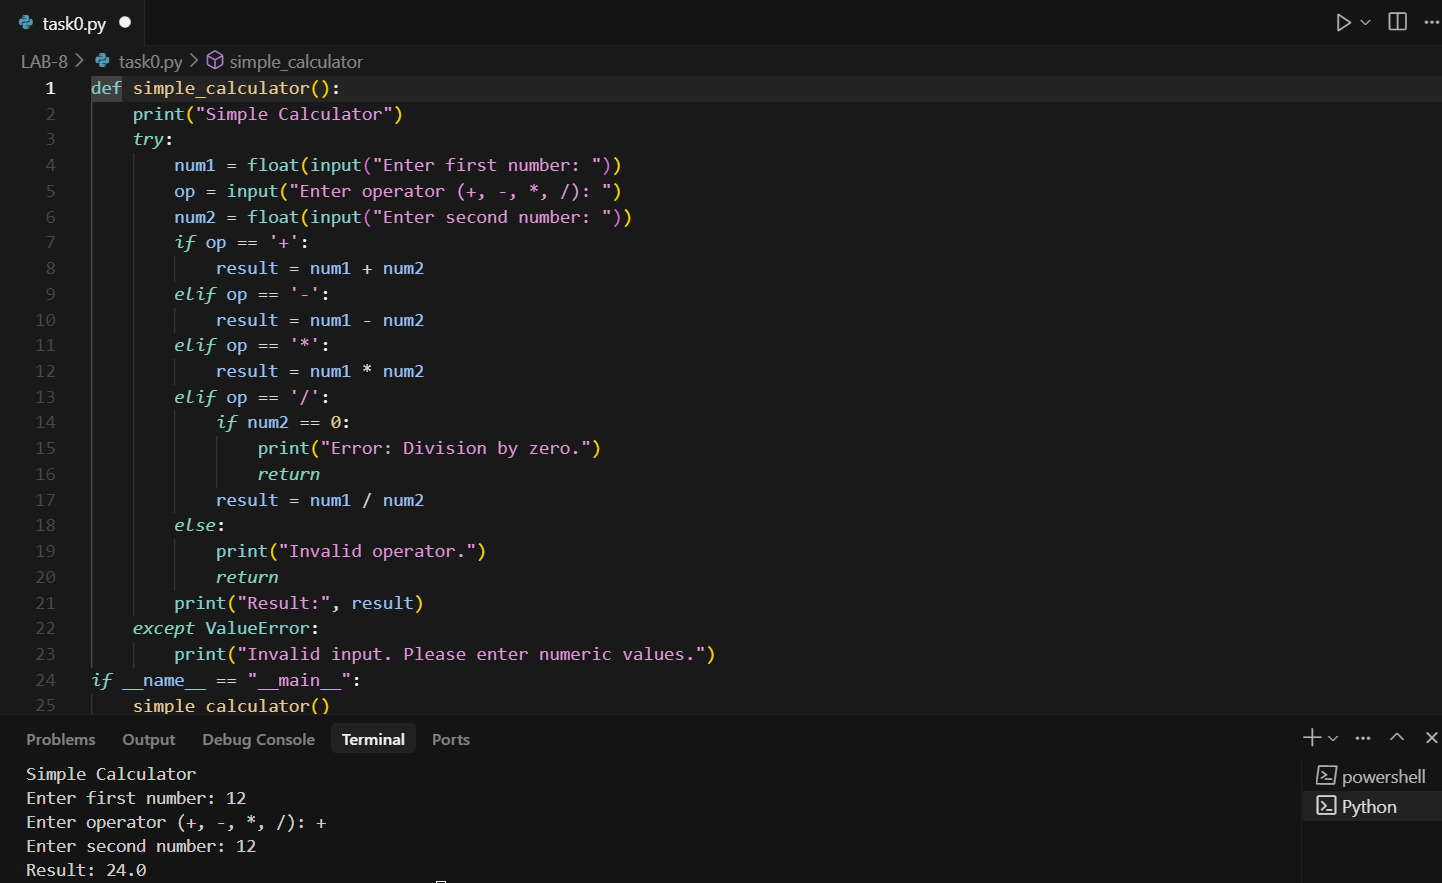 task0.py
LAB-8 > task0.py > simple_calculator
1 def simple_calculator():
2     print("Simple Calculator")
3     try:
4         num1 = float(input("Enter first number: "))
5         op = input("Enter operator (+, -, *, /): ")
6         num2 = float(input("Enter second number: "))
7         if op == '+':
8             result = num1 + num2
9         elif op == '-':
10             result = num1 - num2
11         elif op == '*':
12             result = num1 * num2
13         elif op == '/':
14             if num2 == 0:
15                 print("Error: Division by zero.")
16                 return
17             result = num1 / num2
18         else:
19             print("Invalid operator.")
20             return
21         print("Result:", result)
22     except ValueError:
23         print("Invalid input. Please enter numeric values.")
24 if __name__ == "__main__":
25     simple_calculator()
Problems Output Debug Console Terminal Ports
Simple Calculator
Enter first number: 12
Enter operator (+, -, *, /): +
Enter second number: 12
Result: 24.0
powershell
Python